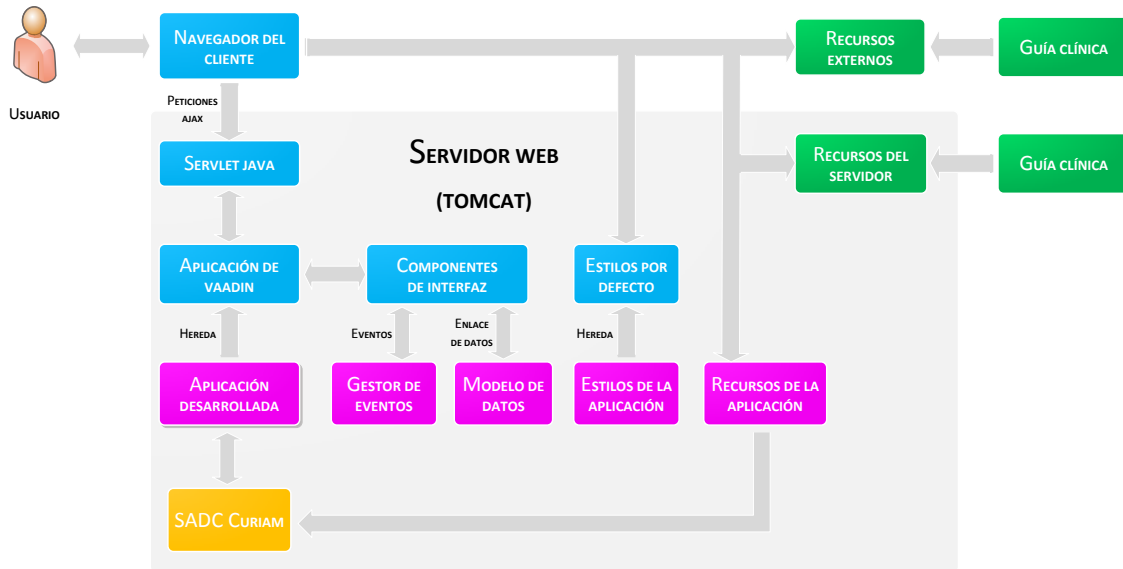 Usuario
Navegador del
cliente
Recursos
externos
Guía clínica
Peticiones
ajax
Servidor web
(tomcat)
Servlet java
Recursos del
servidor
Guía clínica
Aplicación de
vaadin
Componentes
de interfaz
Estilos por
defecto
Hereda
Eventos
Enlace
de datos
Hereda
Aplicación
desarrollada
Gestor de
eventos
Modelo de
datos
Estilos de la
aplicación
Recursos de la
aplicación
SADC Curiam